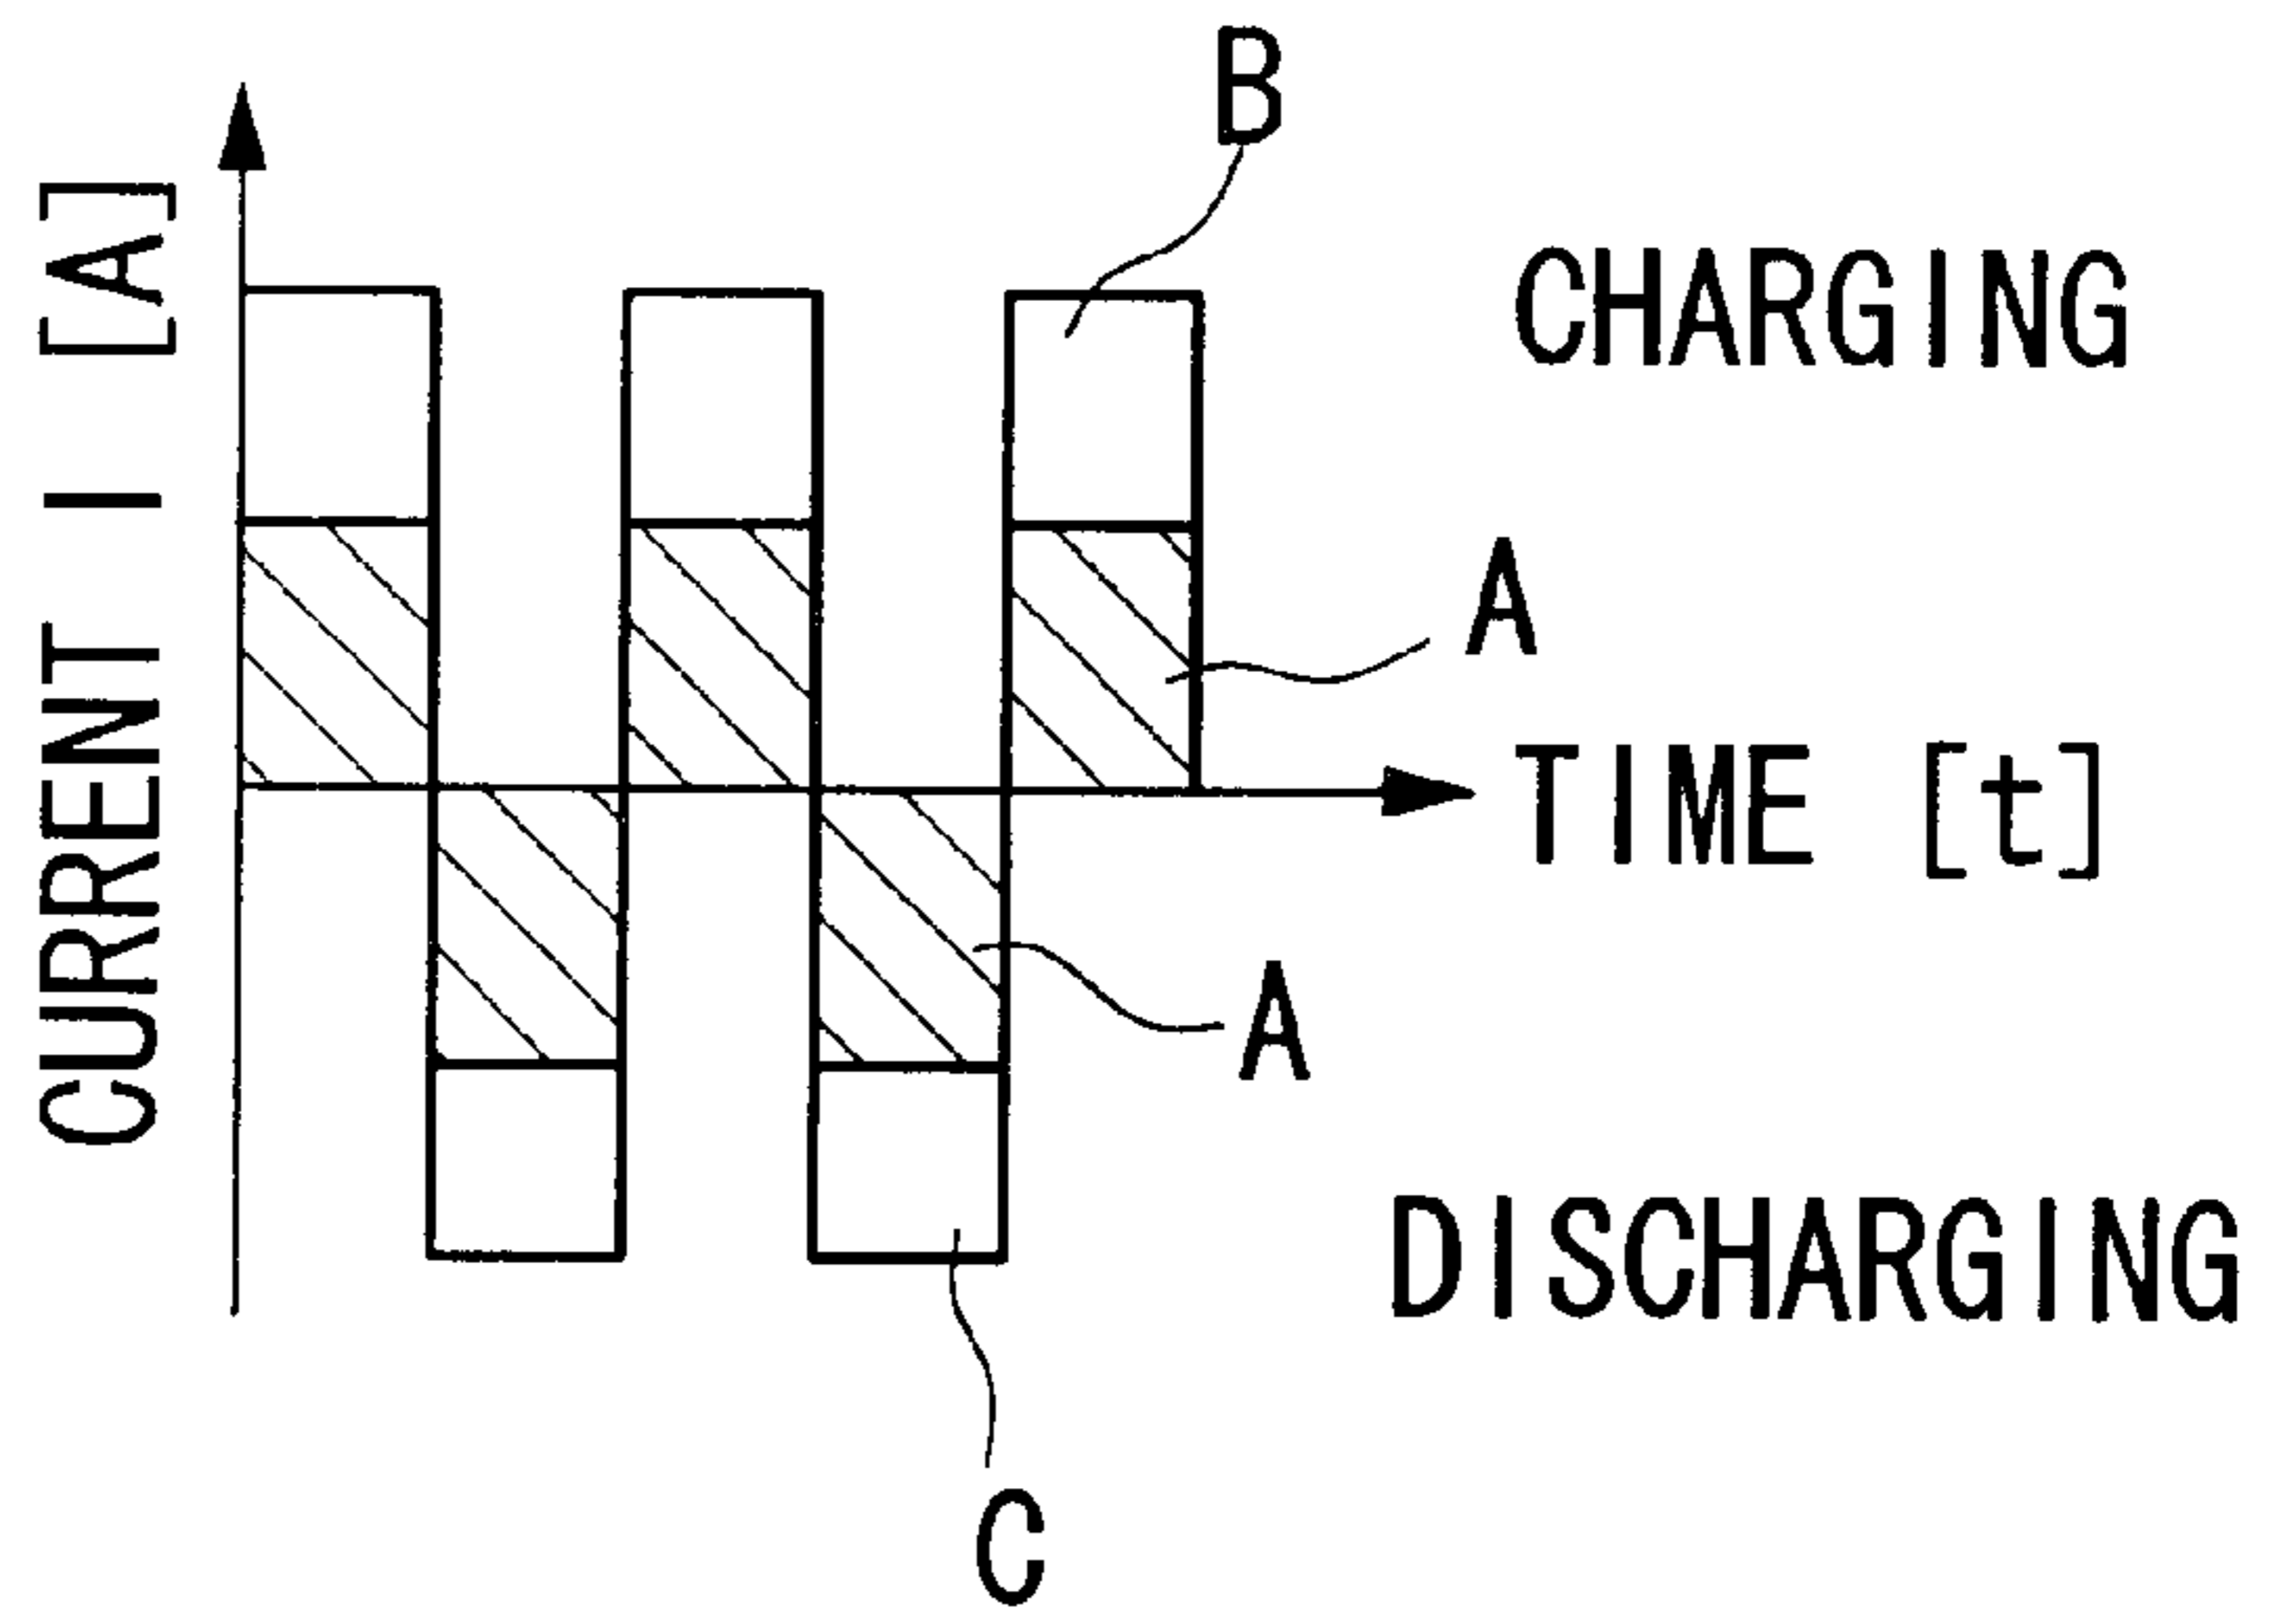 B
CURRENT I [A]
CHARGING
A
TIME [t]
A
DISCHARGING
C